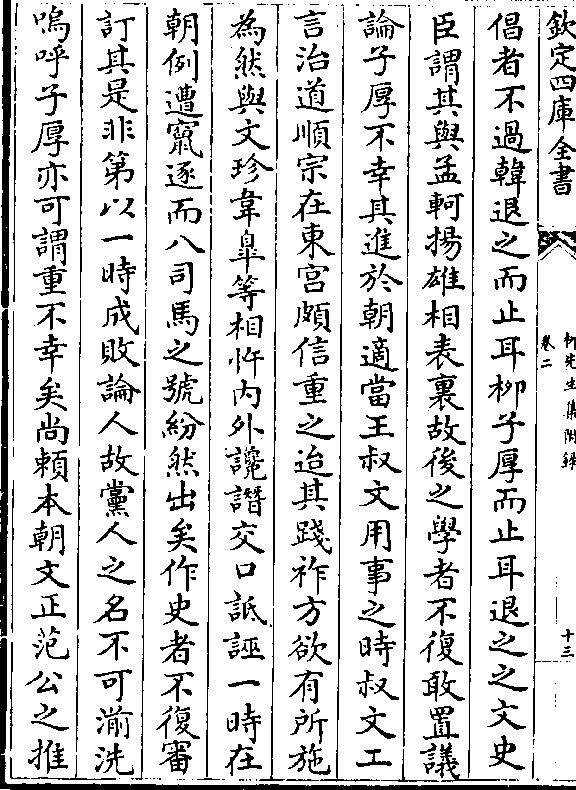 欽定四庫全書
柳先生集附録
卷二
十三
倡者不過韓退之而止耳栁子厚而止耳退之之文史
臣謂其與孟軻揚雄相表裏故後之學者不復敢置議
論子厚不幸其進於朝適當王叔文用事之時叔文工
言治道順宗在東宫頗信重之迨其踐祚方欲有所施
為然與文珍韋臯等相忤内外讒譖交口詆誣一時在
朝例遭竄逐而八司馬之號紛然出矣作史者不復審
訂其是非第以一時成敗論人故黨人之名不可湔洗
嗚呼子厚亦可謂重不幸矣尚頼本朝文正范公之推